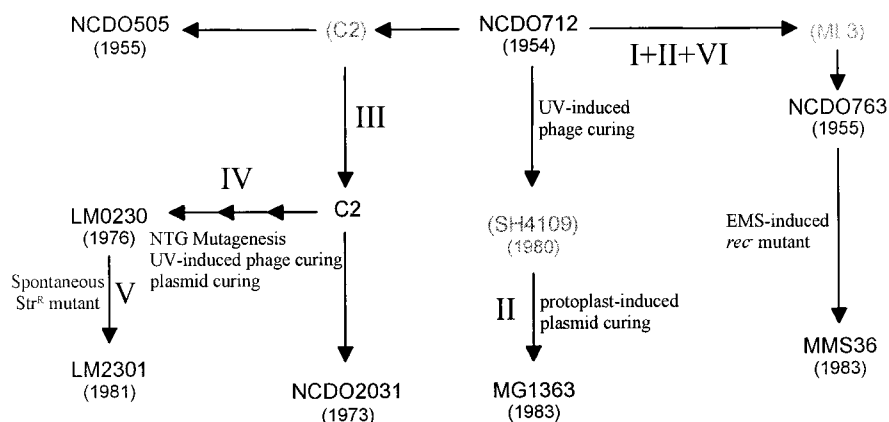 NCDO505
(1955)
(C2)
NCDO712
(1954)
I+II+VI
(ML3)
NCDO763
(1955)
III
UV-induced
phage curing
IV
LM0230
(1976)
C2
NTG Mutagenesis
UV-induced phage curing
plasmid curing
(SH4109)
(1980)
EMS-induced
rec- mutant
Spontaneous
StrR mutant
V
II
protoplast-induced
plasmid curing
LM2301
(1981)
NCDO2031
(1973)
MG1363
(1983)
MMS36
(1983)